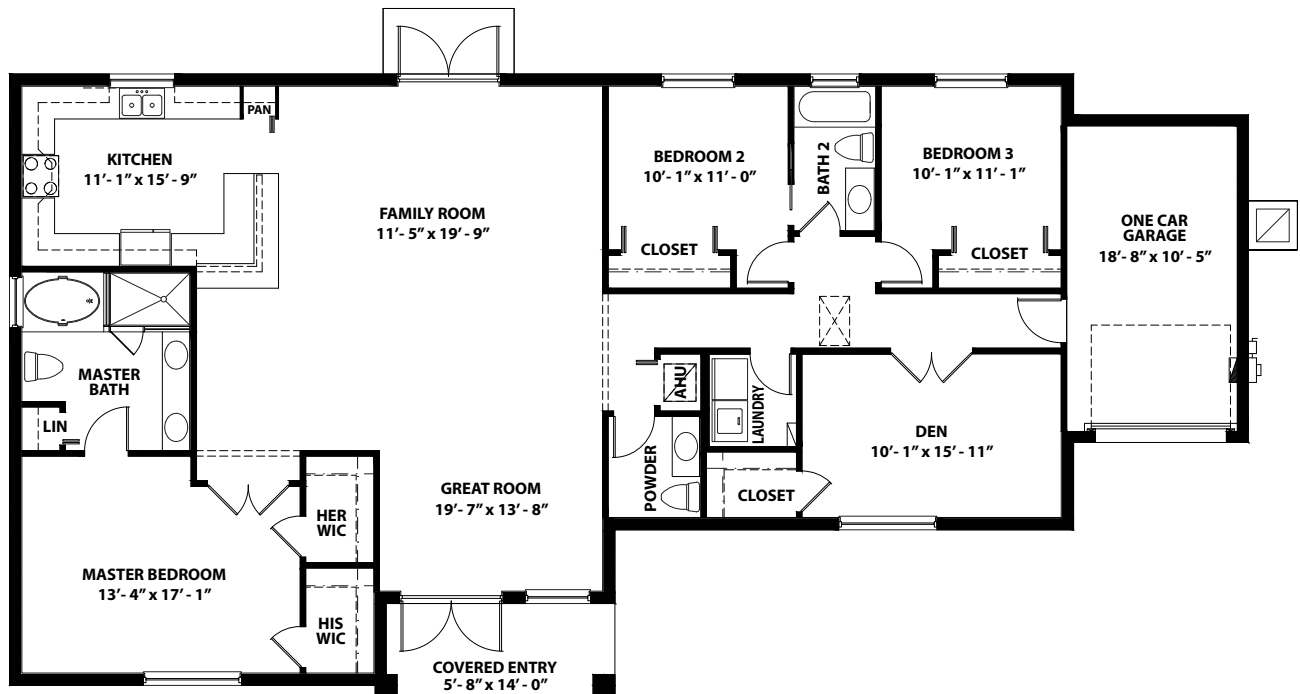 PAN
KITCHEN
11'- 1" x 15' - 9"
FAMILY ROOM
11'- 5" x 19' - 9"
BEDROOM 2
10'- 1" x 11' - 0"
CLOSET
BATH 2
BEDROOM 3
10'- 1" x 11' - 1"
CLOSET
ONE CAR
GARAGE
18'- 8" x 10' - 5"
MASTER
BATH
LIN
AHU
LAUNDRY
DEN
10'- 1" x 15' - 11"
POWDER
CLOSET
GREAT ROOM
19'- 7" x 13' - 8"
HER
WIC
MASTER BEDROOM
13'- 4" x 17' - 1"
HIS
WIC
COVERED ENTRY
5'- 8" x 14' - 0"